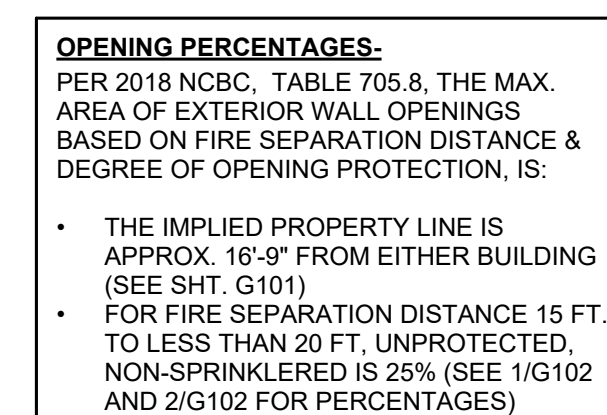 OPENING PERCENTAGES-
PER 2018 NCBC, TABLE 705.8, THE MAX.
AREA OF EXTERIOR WALL OPENINGS
BASED ON FIRE SEPARATION DISTANCE &
DEGREE OF OPENING PROTECTION, IS:
• THE IMPLIED PROPERTY LINE IS
APPROX. 16'-9" FROM EITHER BUILDING
(SEE SHT. G101)
• FOR FIRE SEPARATION DISTANCE 15 FT.
TO LESS THAN 20 FT, UNPROTECTED,
NON-SPRINKLERED IS 25% (SEE 1/G102
AND 2/G102 FOR PERCENTAGES)